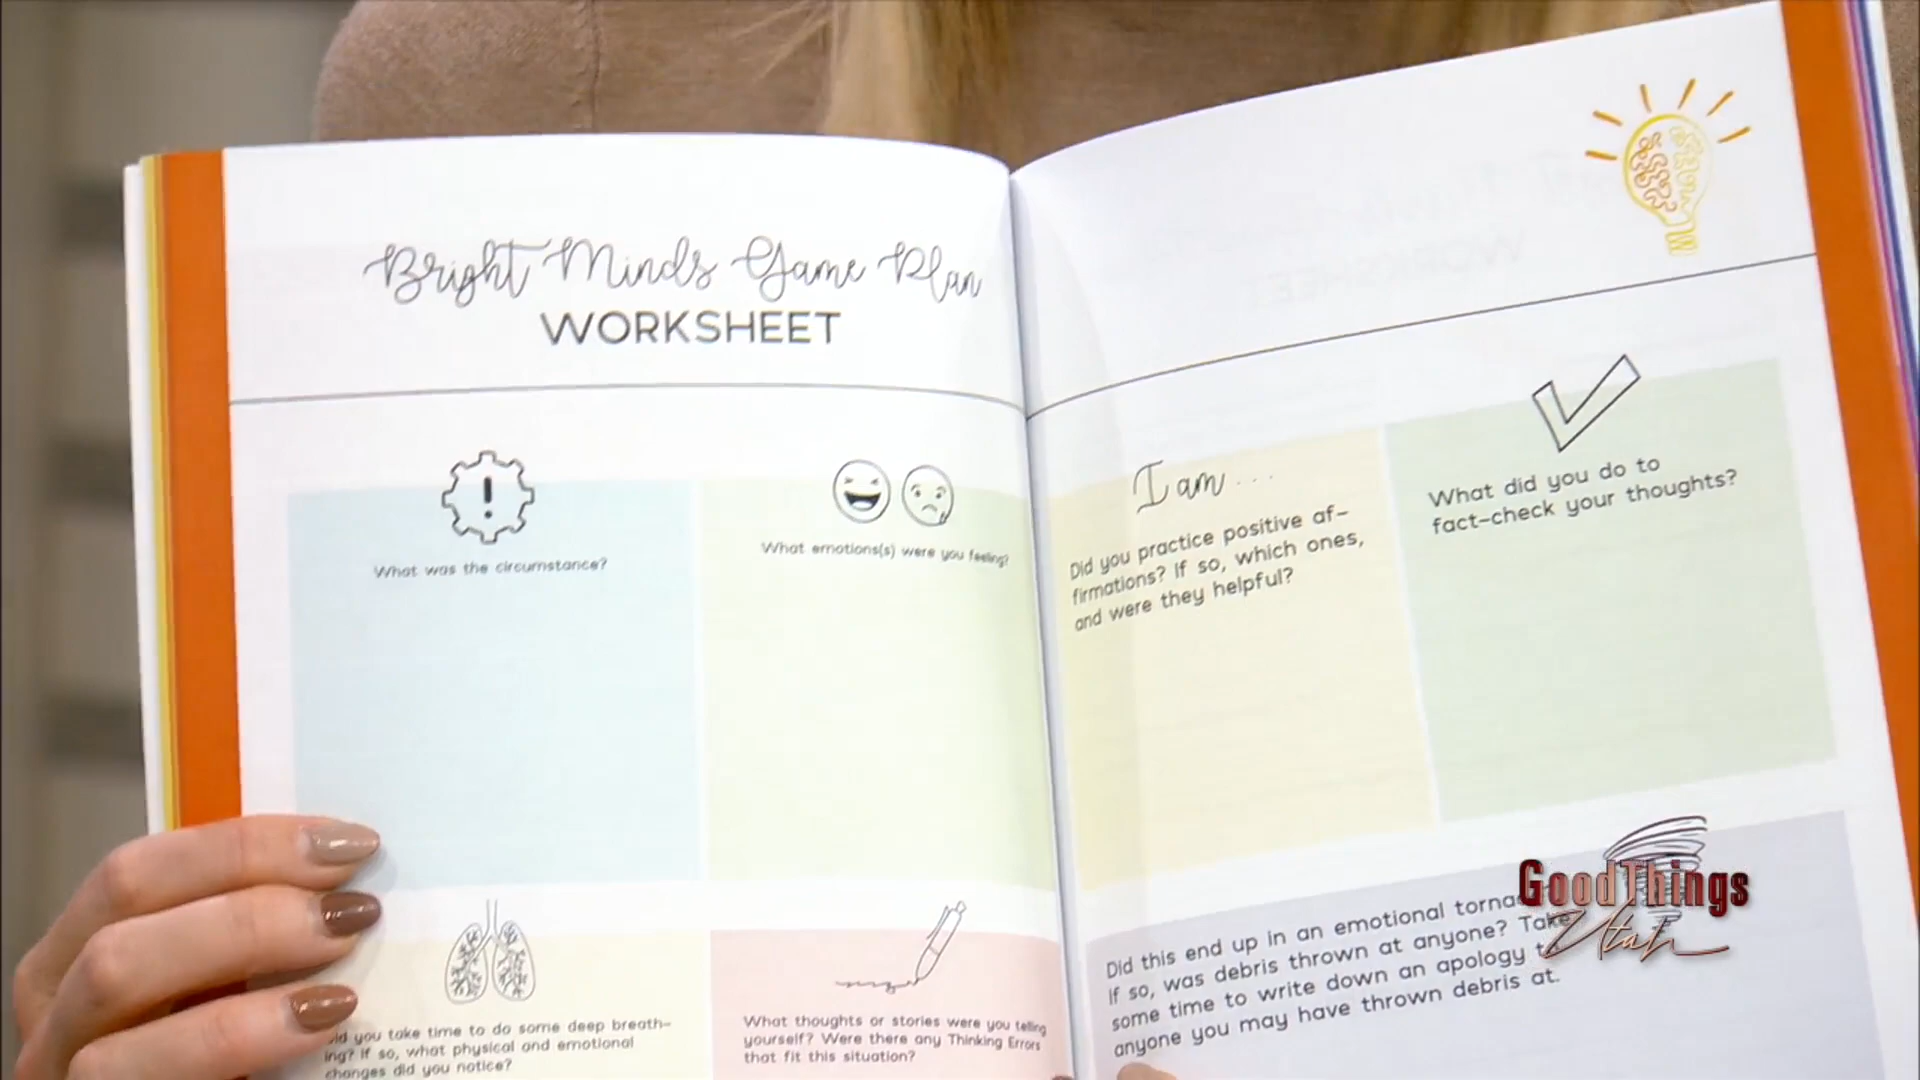 Bright Minds Game Plan
WORKSHEET
What was the circumstance?
What emotions(s) were you feeling?
you take time to do some deep breath-
ing? If so, what physical and emotional
changes did you notice?
What thoughts or stories were you telling
yourself? Were there any Thinking Errors
that fit this situation?
I am...
Did you practice positive af-
firmations? If so, which ones,
and were they helpful?
What did you do to
fact-check your thoughts?
Did this end up in an emotional
If so, was debris thrown at anyone? Take
some time to write down an apology
anyone you may have thrown debris at.
Good Things
Utah